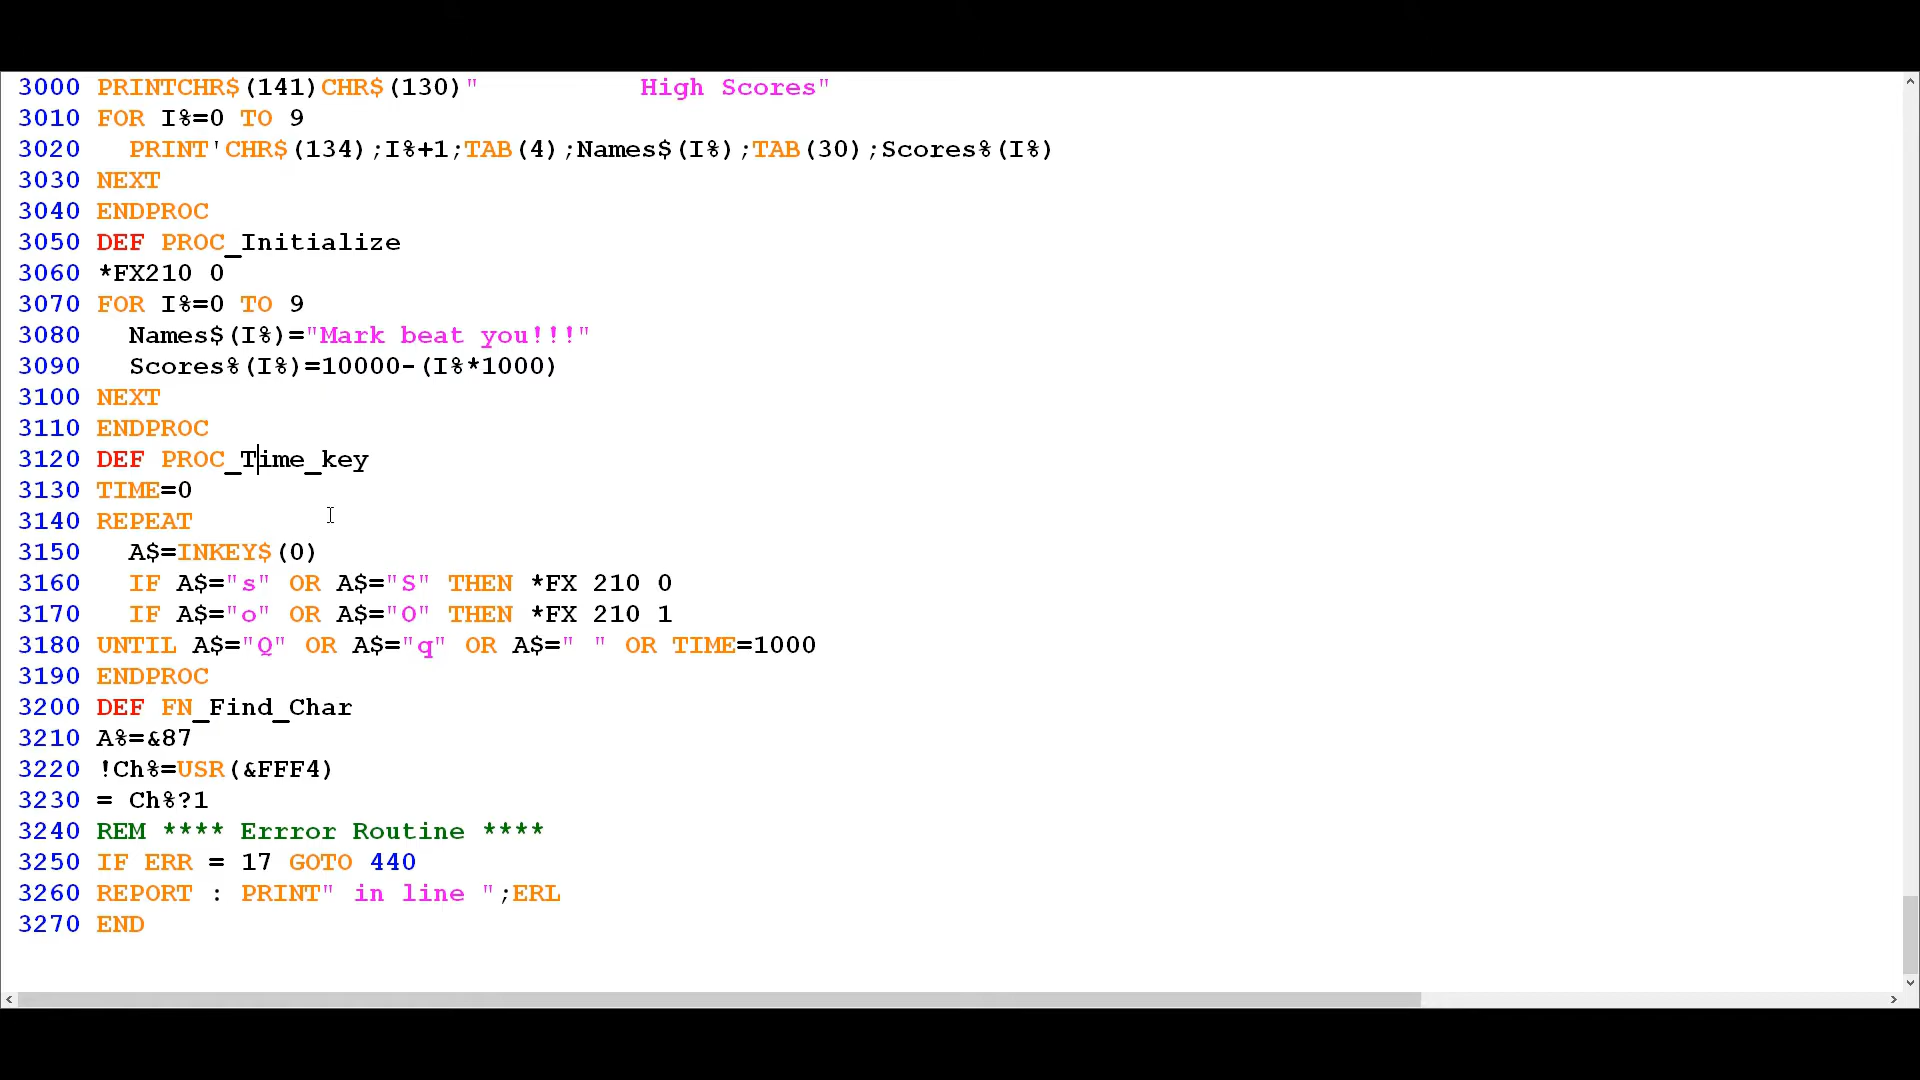 3000 PRINTCHR$(141)CHR$(130)"          High Scores"
3010 FOR I%=0 TO 9
3020   PRINT'CHR$(134);I%+1;TAB(4);Names$(I%);TAB(30);Scores%(I%)
3030 NEXT
3040 ENDPROC
3050 DEF PROC_Initialize
3060 *FX210 0
3070 FOR I%=0 TO 9
3080   Names$(I%)="Mark beat you!!!"
3090   Scores%(I%)=10000-(I%*1000)
3100 NEXT
3110 ENDPROC
3120 DEF PROC_Time_key
3130 TIME=0
3140 REPEAT
3150   A$=INKEY$(0)
3160   IF A$="s" OR A$="S" THEN *FX 210 0
3170   IF A$="o" OR A$="O" THEN *FX 210 1
3180 UNTIL A$="Q" OR A$="q" OR A$=" " OR TIME=1000
3190 ENDPROC
3200 DEF FN_Find_Char
3210 A%=&87
3220 !Ch%=USR(&FFF4)
3230 = Ch%?1
3240 REM **** Errror Routine ****
3250 IF ERR = 17 GOTO 440
3260 REPORT : PRINT" in line ";ERL
3270 END